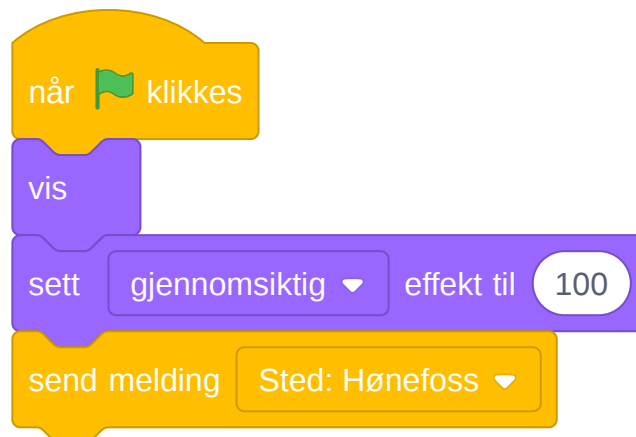 når klikkes
vis
sett gjennomsiktig effekt til 100
send melding Sted: Hønefoss